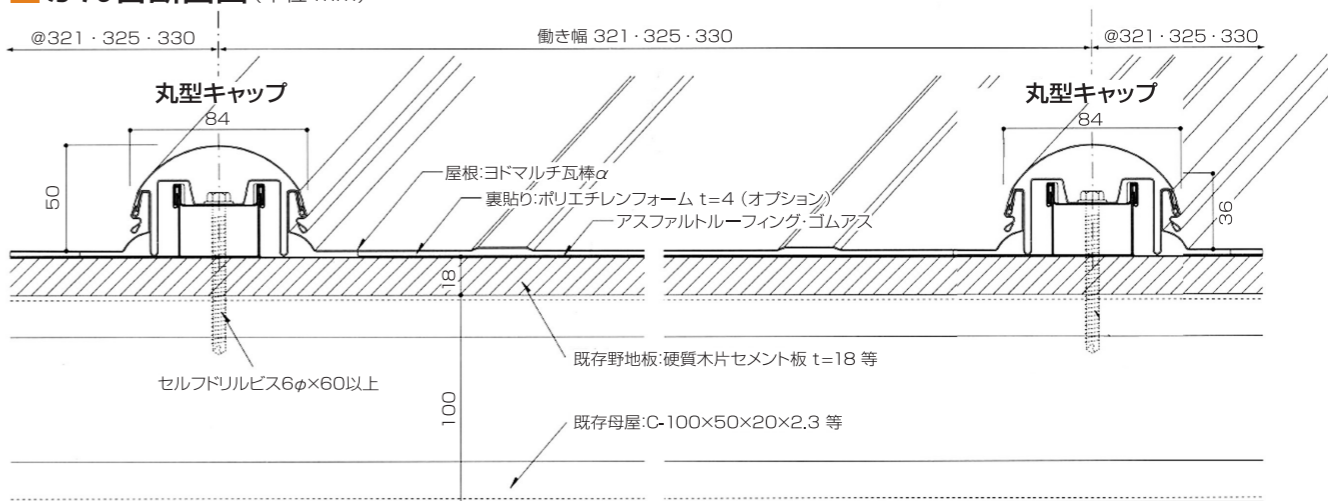 (単位 mm)
@321・325・330
働き幅 321・325・330
@321・325・330
丸型キャップ
84
丸型キャップ
84
50
36
屋根:ヨドマルチ瓦棒α
裏貼り:ポリエチレンフォーム t=4 (オプション)
アスファルトルーフィング・ゴムアス
18
既存野地板:硬質木片セメント板 t=18 等
セルフドリルビス6φ×60以上
100
既存母屋:C-100×50×20×2.3 等